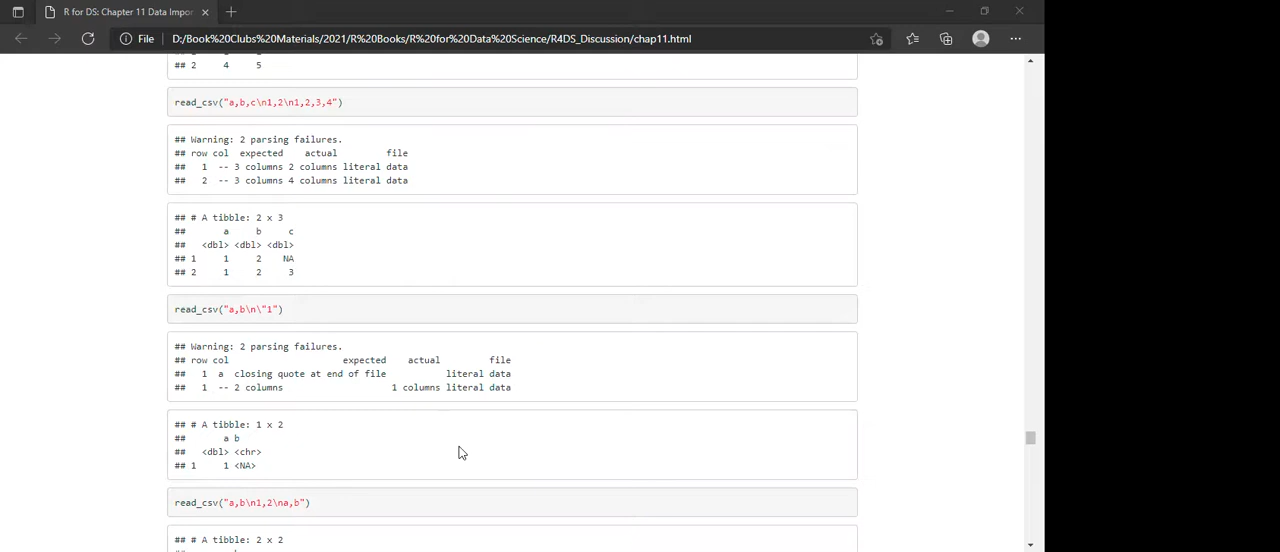 R for DS: Chapter 11 Data Impor
File D:/Book%20Clubs%20Materials/2021/R%20Books/R%20for%20Data%20Science/R4DS_Discussion/chap11.html
## 2 4 5
read_csv("a,b,c\n1,2\n1,2,3,4")
## Warning: 2 parsing failures.
## row col expected actual file
## 1 -- 3 columns 2 columns literal data
## 2 -- 3 columns 4 columns literal data
## # A tibble: 2 x 3
## a b c
## <dbl> <dbl> <dbl>
## 1 1 2 NA
## 2 1 2 3
read_csv("a,b\n\"1")
## Warning: 2 parsing failures.
## row col expected actual file
## 1 a closing quote at end of file literal data
## 1 -- 2 columns 1 columns literal data
## # A tibble: 1 x 2
## a b
## <dbl> <chr>
## 1 1 <NA>
read_csv("a,b\n1,2\na,b")
## # A tibble: 2 x 2